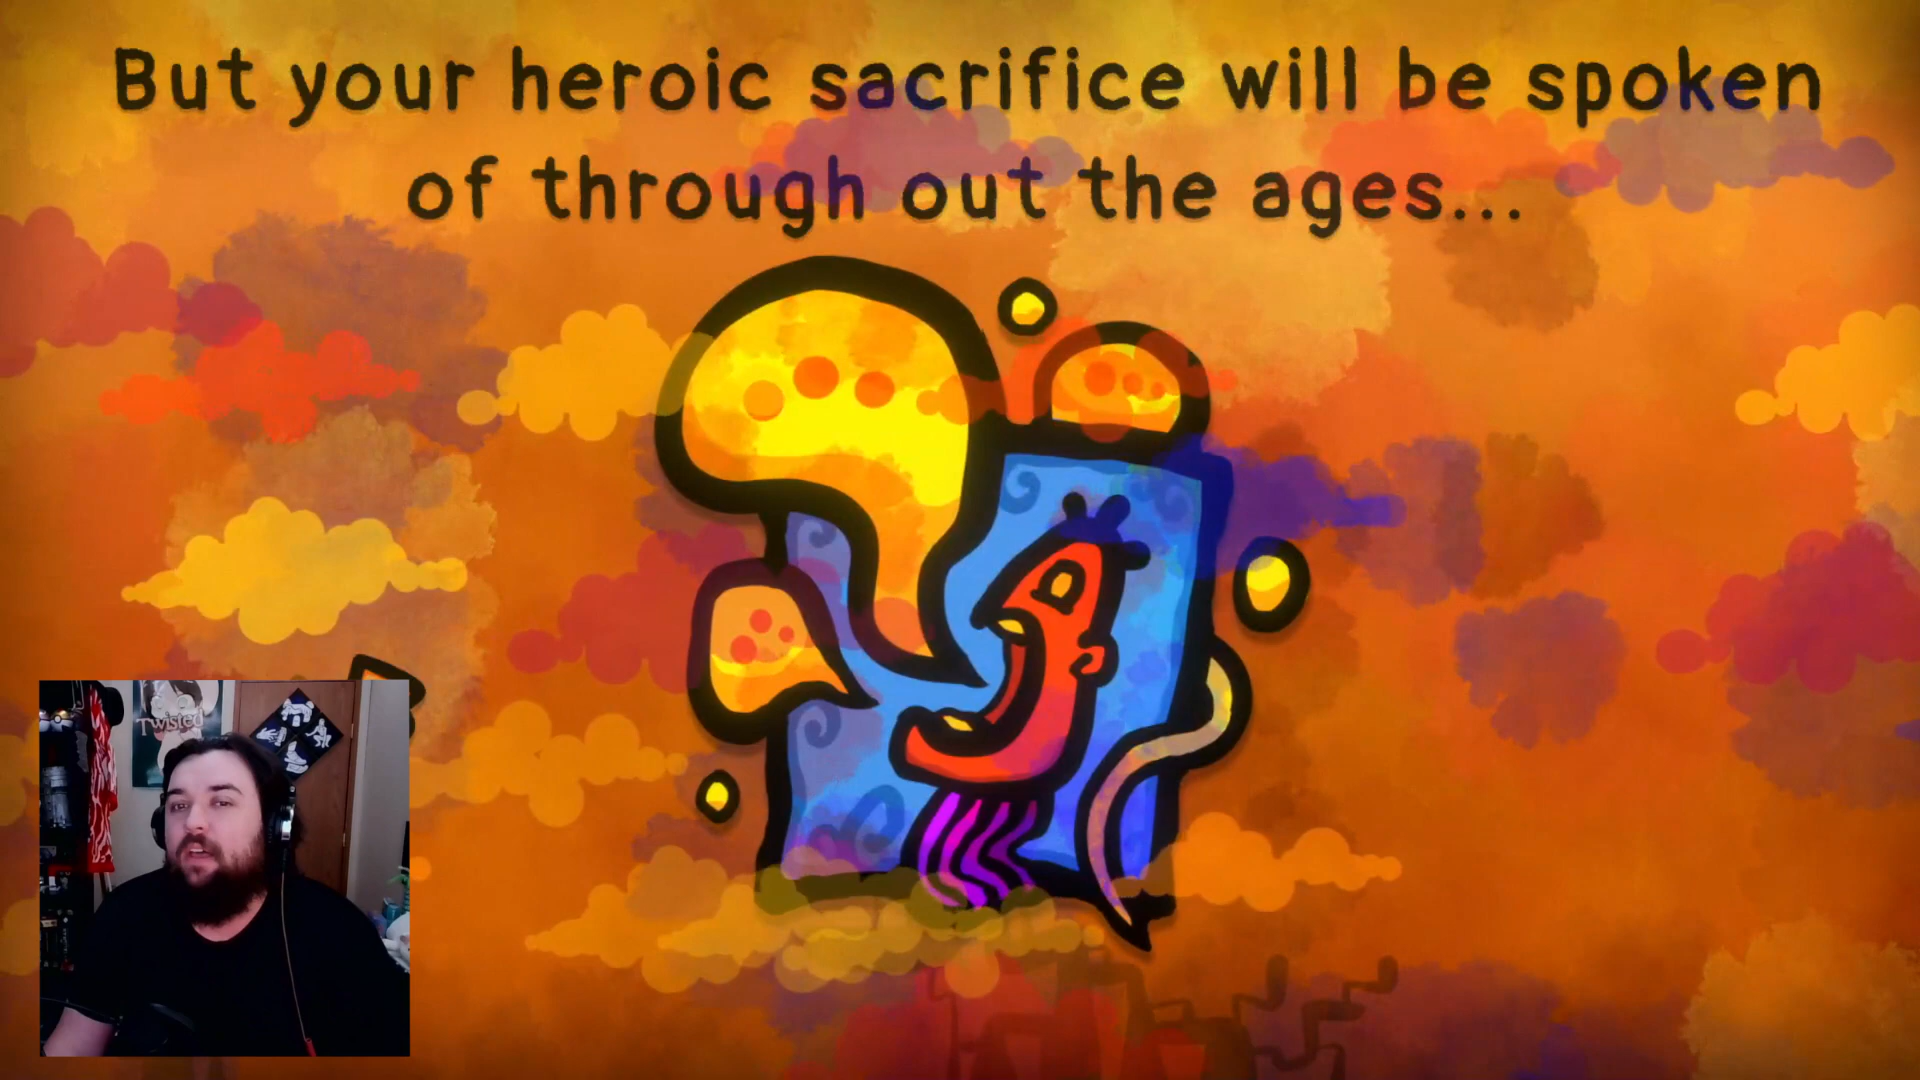 But your heroic sacrifice will be spoken
of through out the ages...
Twisted